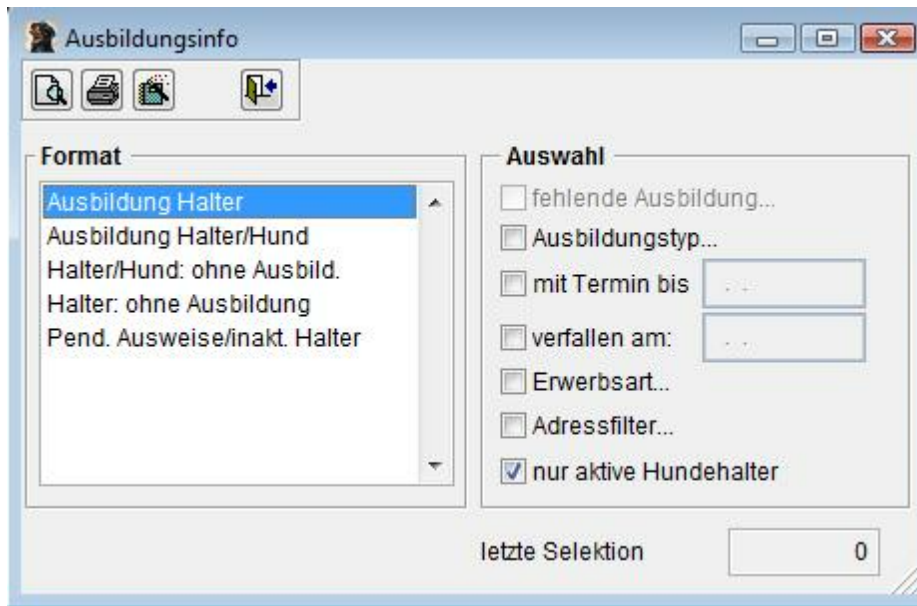 Ausbildungsinfo
Format
Ausbildung Halter
Ausbildung Halter/Hund
Halter/Hund: ohne Ausbild.
Halter: ohne Ausbildung
Pend. Ausweise/inakt. Halter
Auswahl
fehlende Ausbildung...
Ausbildungstyp...
mit Termin bis . .
verfallen am: . .
Erwerbsart...
Adressfilter...
nur aktive Hundehalter
letzte Selektion 0